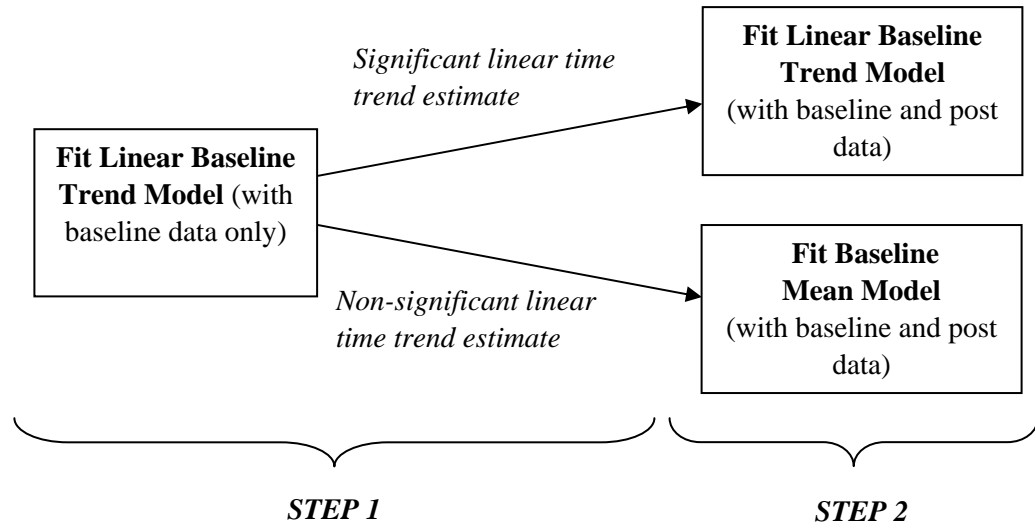 Fit Linear Baseline
Trend Model (with
baseline data only)
Significant linear time
trend estimate
Non-significant linear
time trend estimate
Fit Linear Baseline
Trend Model
(with baseline and post
data)
Fit Baseline
Mean Model
(with baseline and post
data)
STEP 1
STEP 2